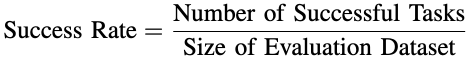 Success Rate = Number of Successful Tasks / Size of Evaluation Dataset